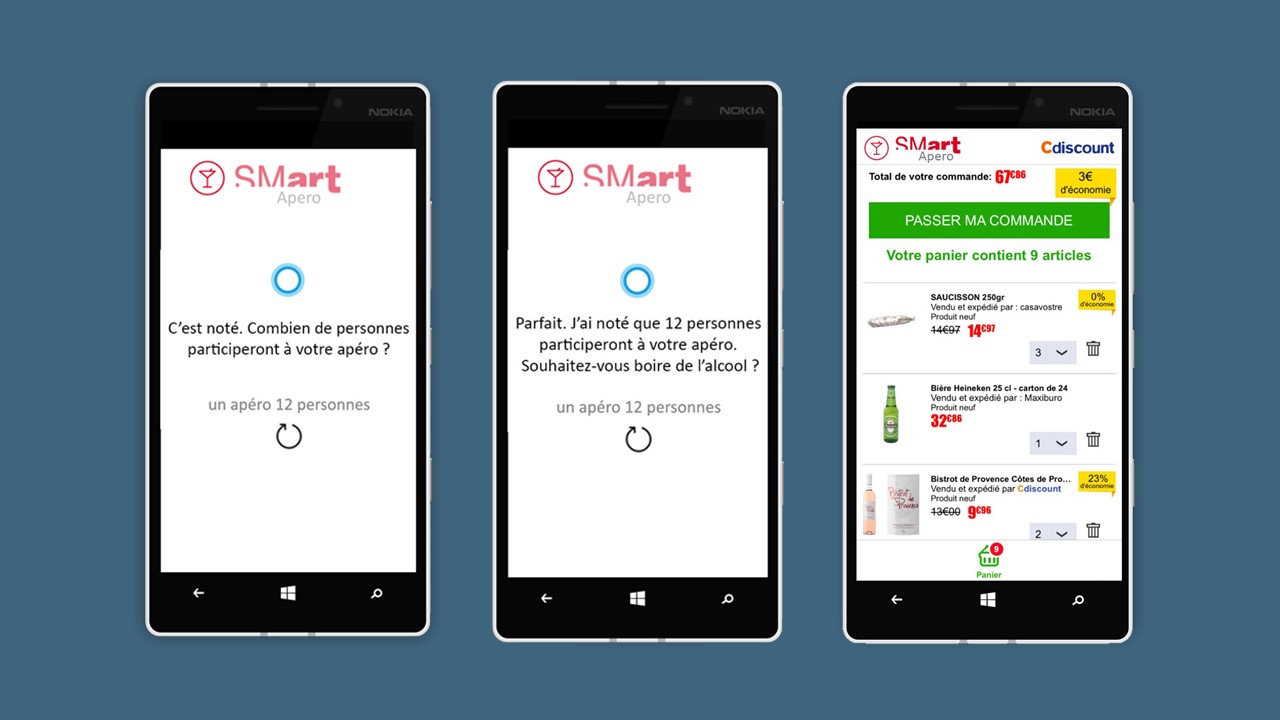 NOKIA
SMart
Apero
C'est noté. Combien de personnes
participeront à votre apéro ?
un apéro 12 personnes
NOKIA
SMart
Apero
Parfait. J'ai noté que 12 personnes
participeront à votre apéro.
Souhaitez-vous boire de l'alcool ?
un apéro 12 personnes
NOKIA
SMart
Apero
Cdiscount
Total de votre commande: 67€86
3€
d'économie
PASSER MA COMMANDE
Votre panier contient 9 articles
SAUCISSON 250gr
Vendu et expédié par : casavostre
Produit neuf
14€97 14€97
0%
d'économie
3
Bière Heineken 25 cl - carton de 24
Vendu et expédié par : Maxiburo
Produit neuf
32€86
1
Bistrot de Provence Côtes de Pro...
Vendu et expédié par Cdiscount
Produit neuf
13€00 9€96
23%
d'économie
2
Bistrot de
Provence
9
Panier